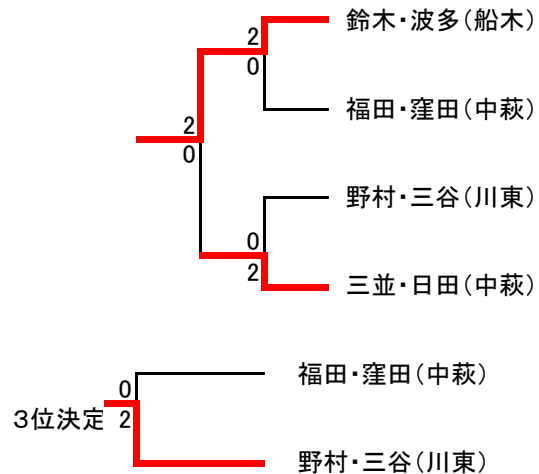 鈴木・波多(船木)
2
0
福田・窪田(中萩)
2
0
野村・三谷(川東)
0
2
三並・日田(中萩)
福田・窪田(中萩)
0
3位決定 2
野村・三谷(川東)